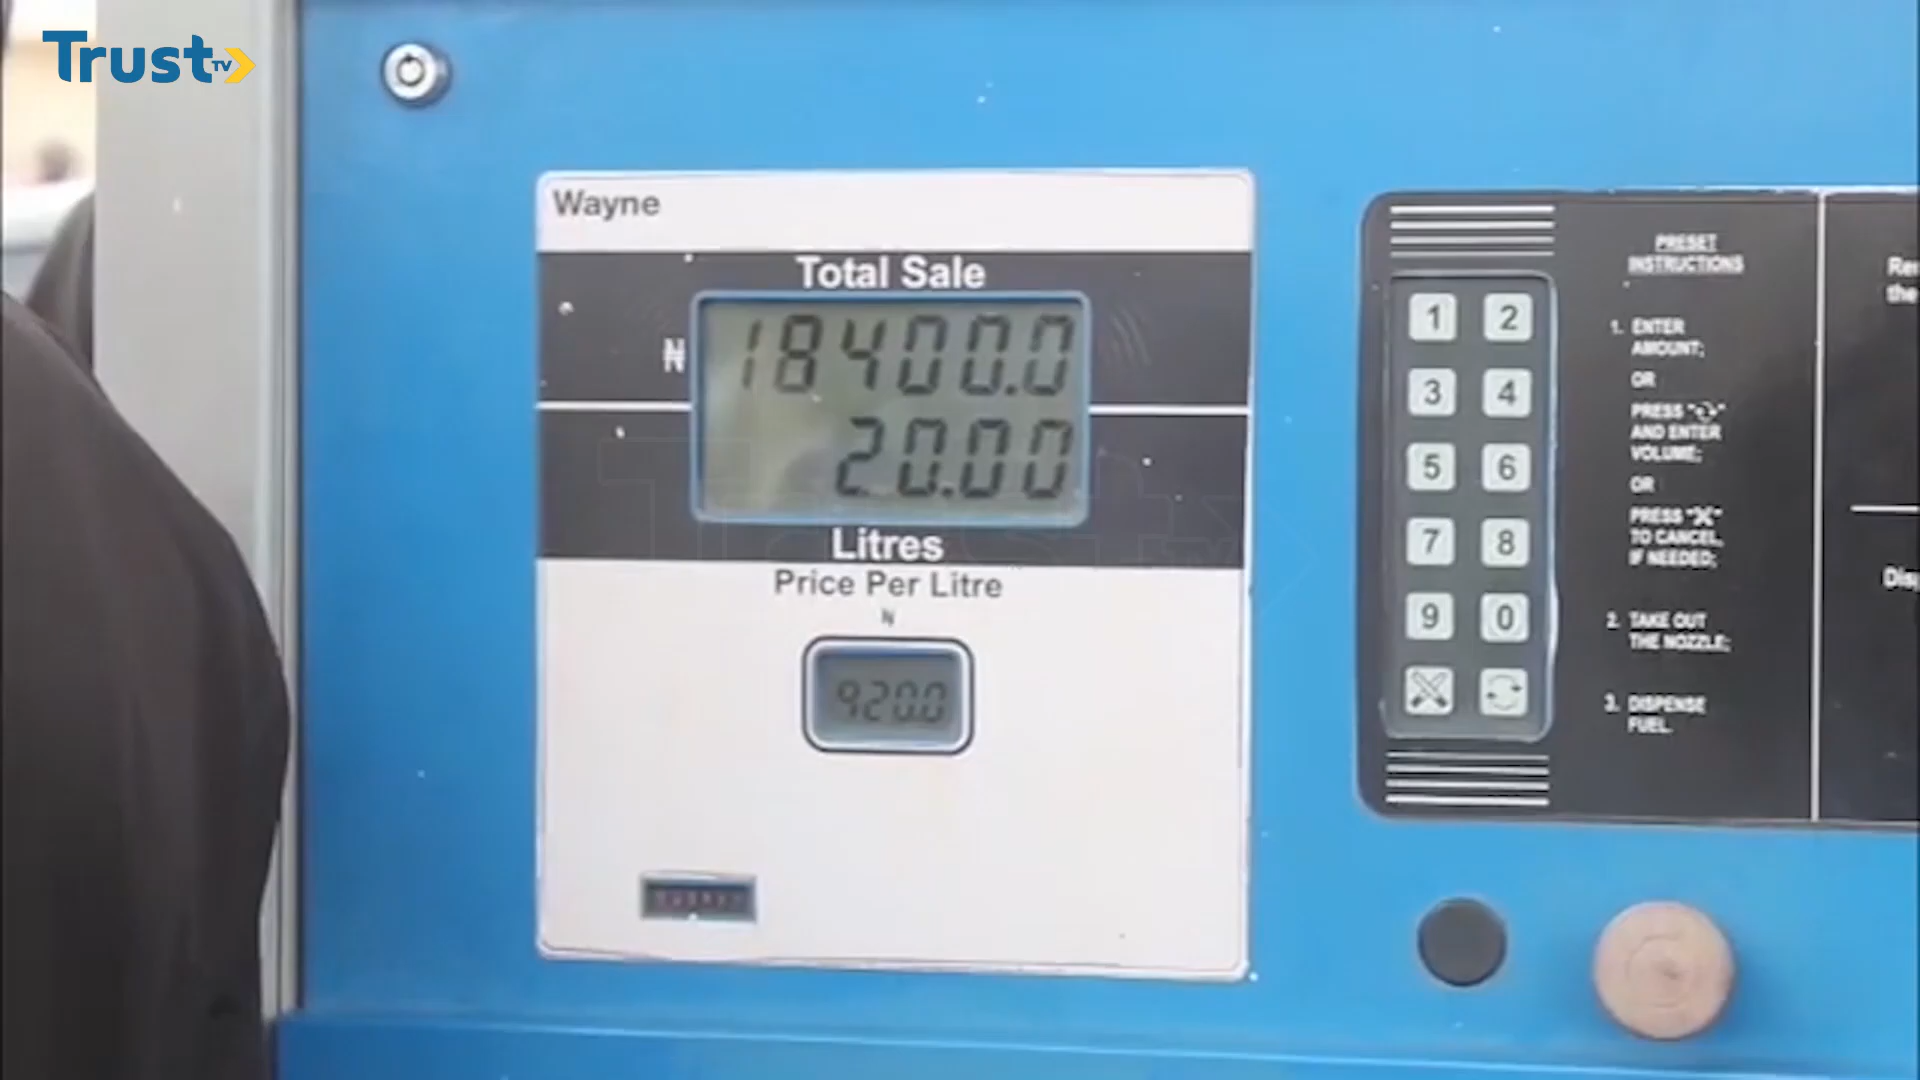 Trust TV
Wayne
Total Sale
₦ 18400.0
20.00
Litres
Price Per Litre
₦
920.0
1 2
3 4
5 6
7 8
9 0
PRESET
INSTRUCTIONS
1. ENTER
AMOUNT;
OR
PRESS "
AND ENTER
VOLUME;
OR
PRESS "X"
TO CANCEL,
IF NEEDED;
2. TAKE OUT
THE NOZZLE;
3. DISPENSE
FUEL.
the